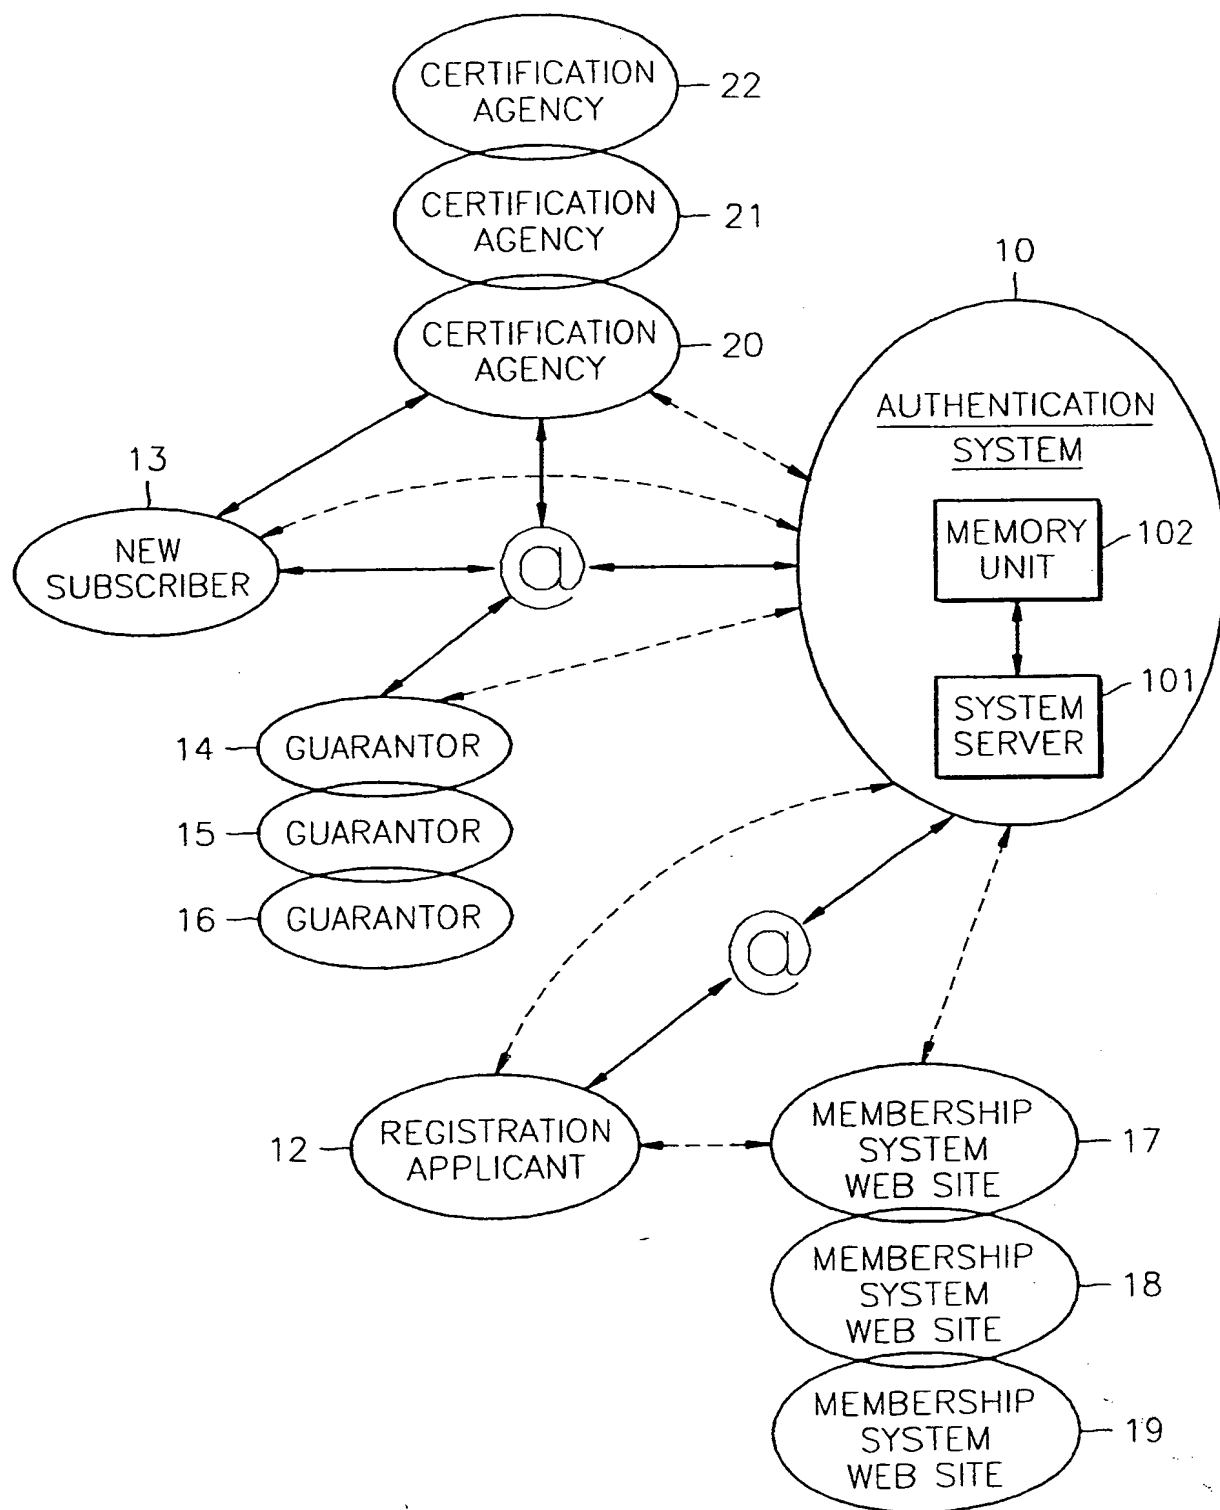 CERTIFICATION
AGENCY
22
CERTIFICATION
AGENCY
21
CERTIFICATION
AGENCY
20
10
AUTHENTICATION
SYSTEM
MEMORY
UNIT
102
SYSTEM
SERVER
101
13
NEW
SUBSCRIBER
@
14
GUARANTOR
15
GUARANTOR
16
GUARANTOR
@
12
REGISTRATION
APPLICANT
MEMBERSHIP
SYSTEM
WEB SITE
17
MEMBERSHIP
SYSTEM
WEB SITE
18
MEMBERSHIP
SYSTEM
WEB SITE
19